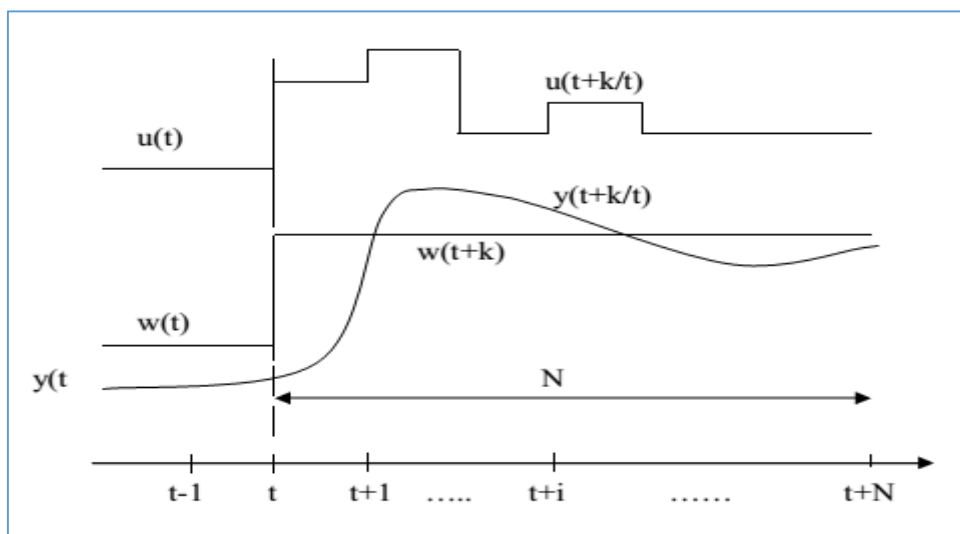 u(t+k/t)
u(t)
y(t+k/t)
w(t+k)
w(t)
y(t
N
t-1 t t+1 ..... t+i ...... t+N